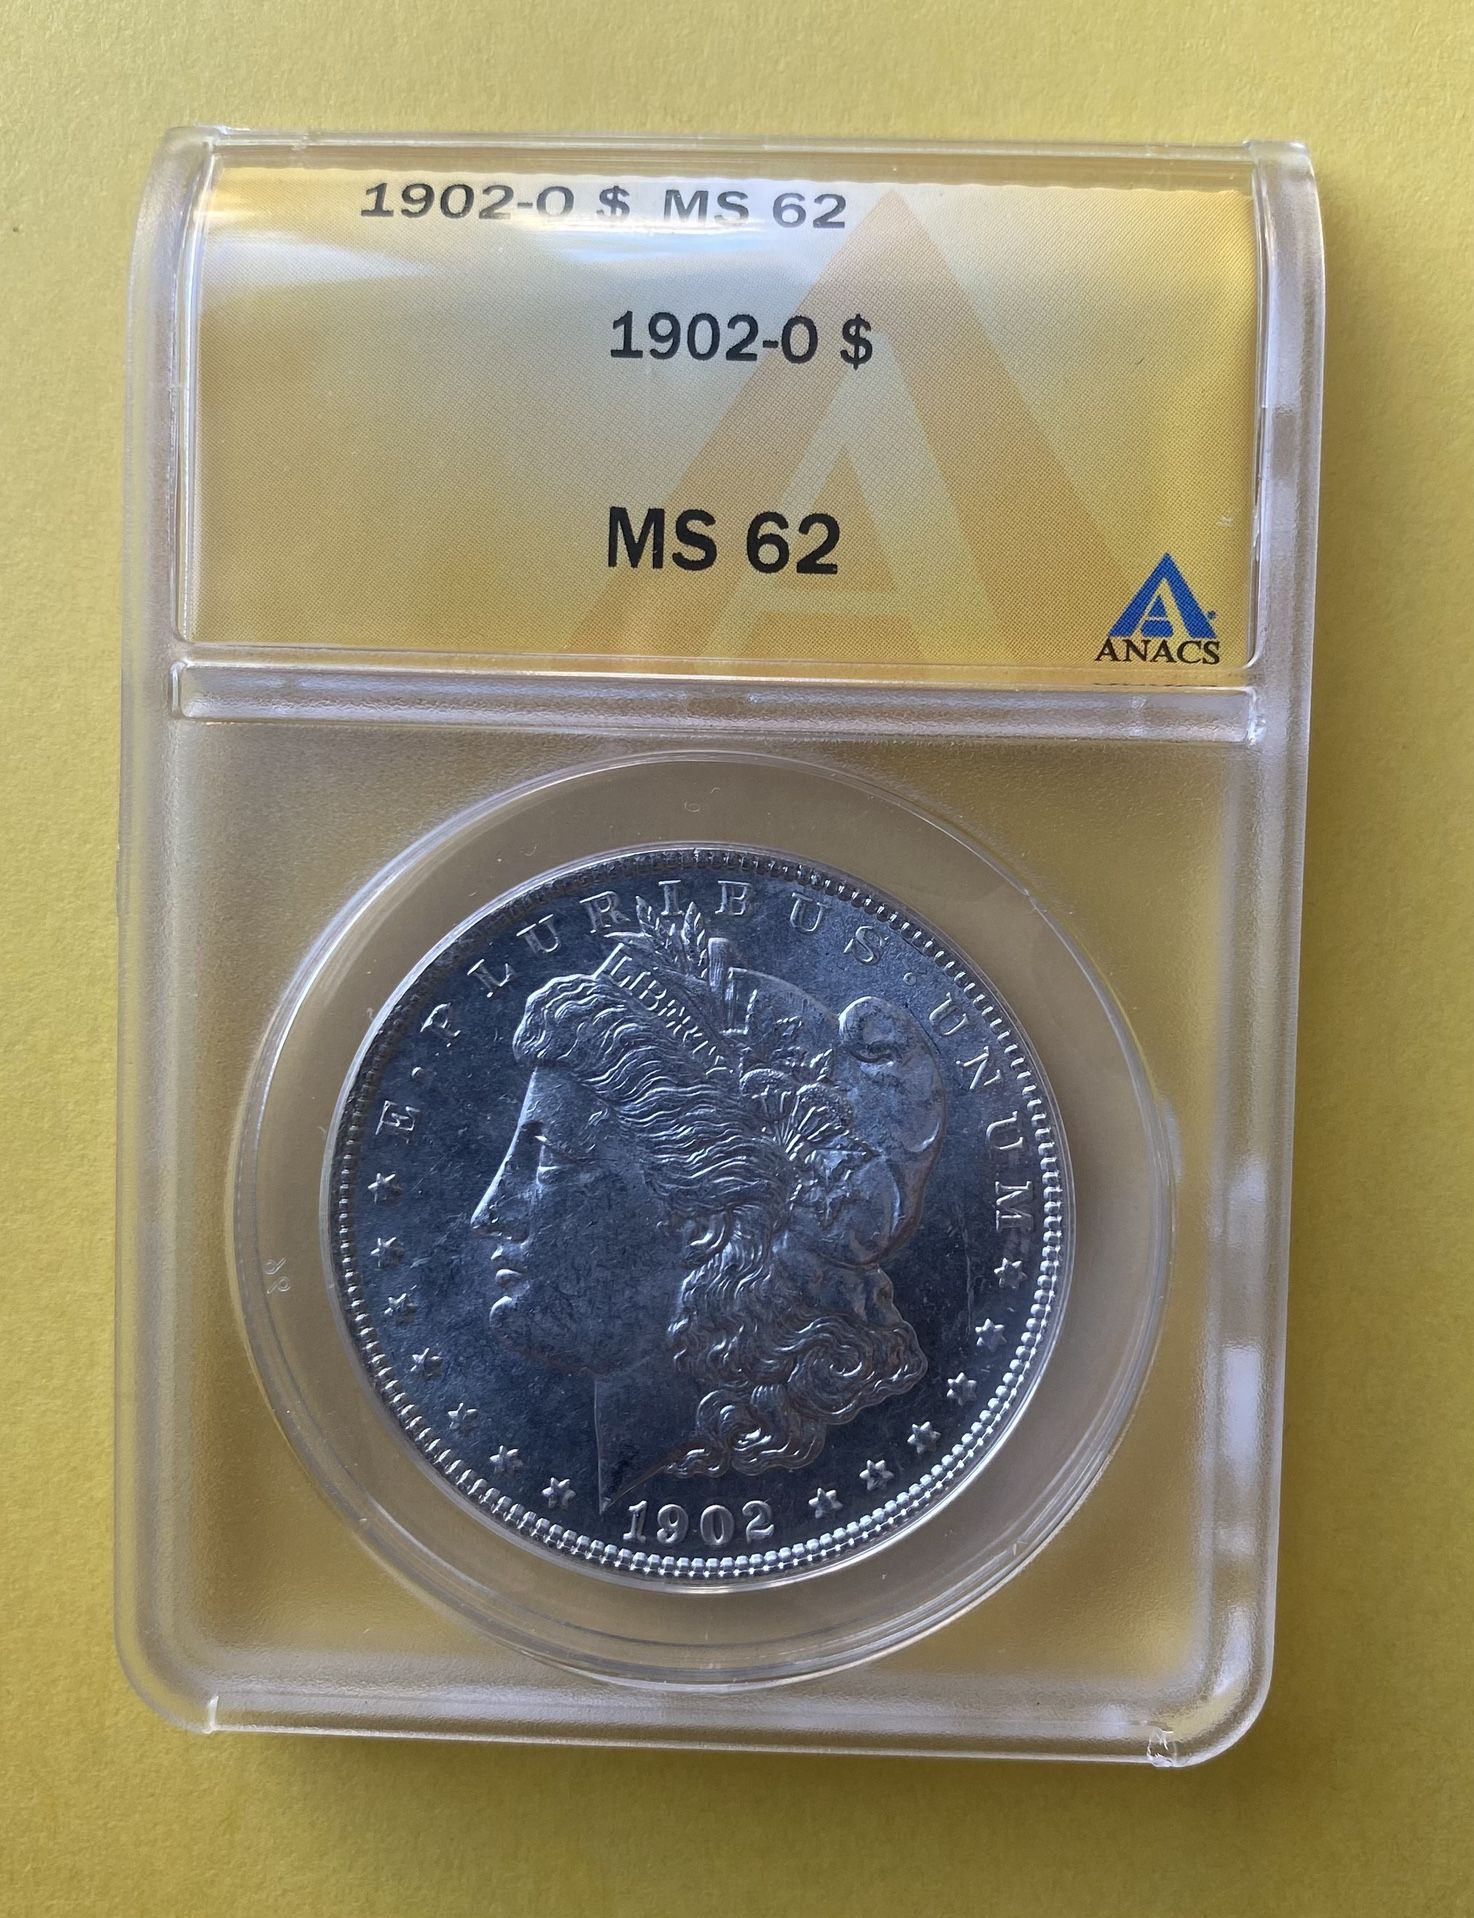 1902-O $ MS 62
1902-O $
MS 62
ANACS
E · PLURIBUS · UNUM
LIBERTY
1902